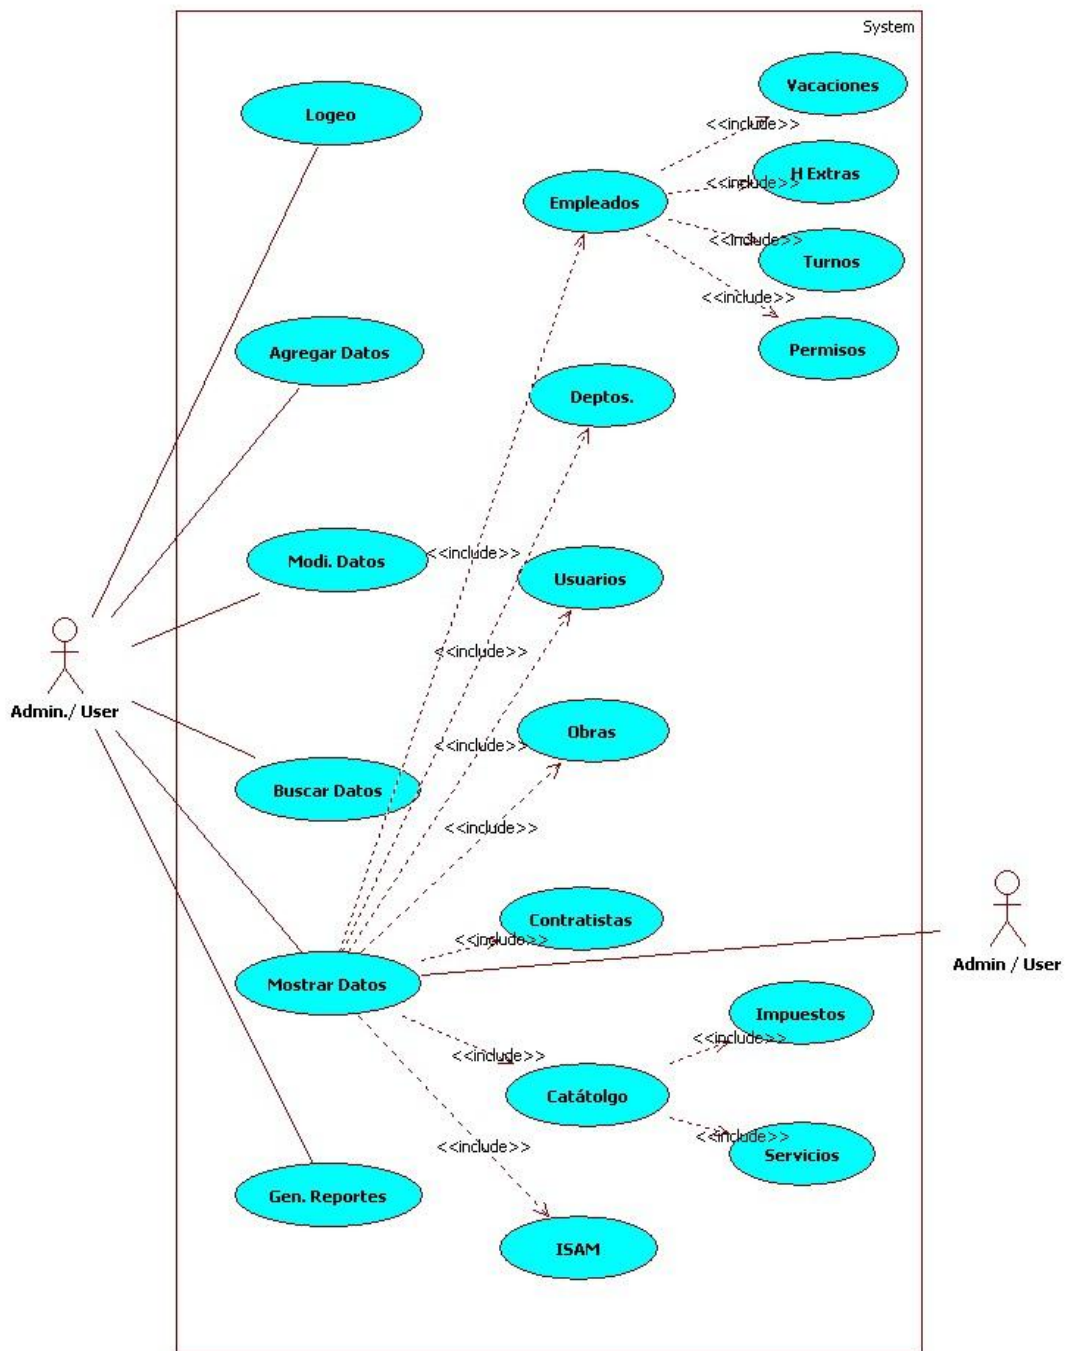 System
Vacaciones
Logeo
<<include>>
H Extras
<<include>>
Empleados
<<include>>
Turnos
<<include>>
Permisos
Agregar Datos
Deptos.
Modi. Datos
<<include>>
Usuarios
<<include>>
Admin./ User
Obras
<<include>>
Buscar Datos
<<include>>
Contratistas
<<include>>
Admin / User
Mostrar Datos
Impuestos
<<include>>
<<include>>
Catátolgo
<<include>>
<<include>>
Servicios
Gen. Reportes
ISAM